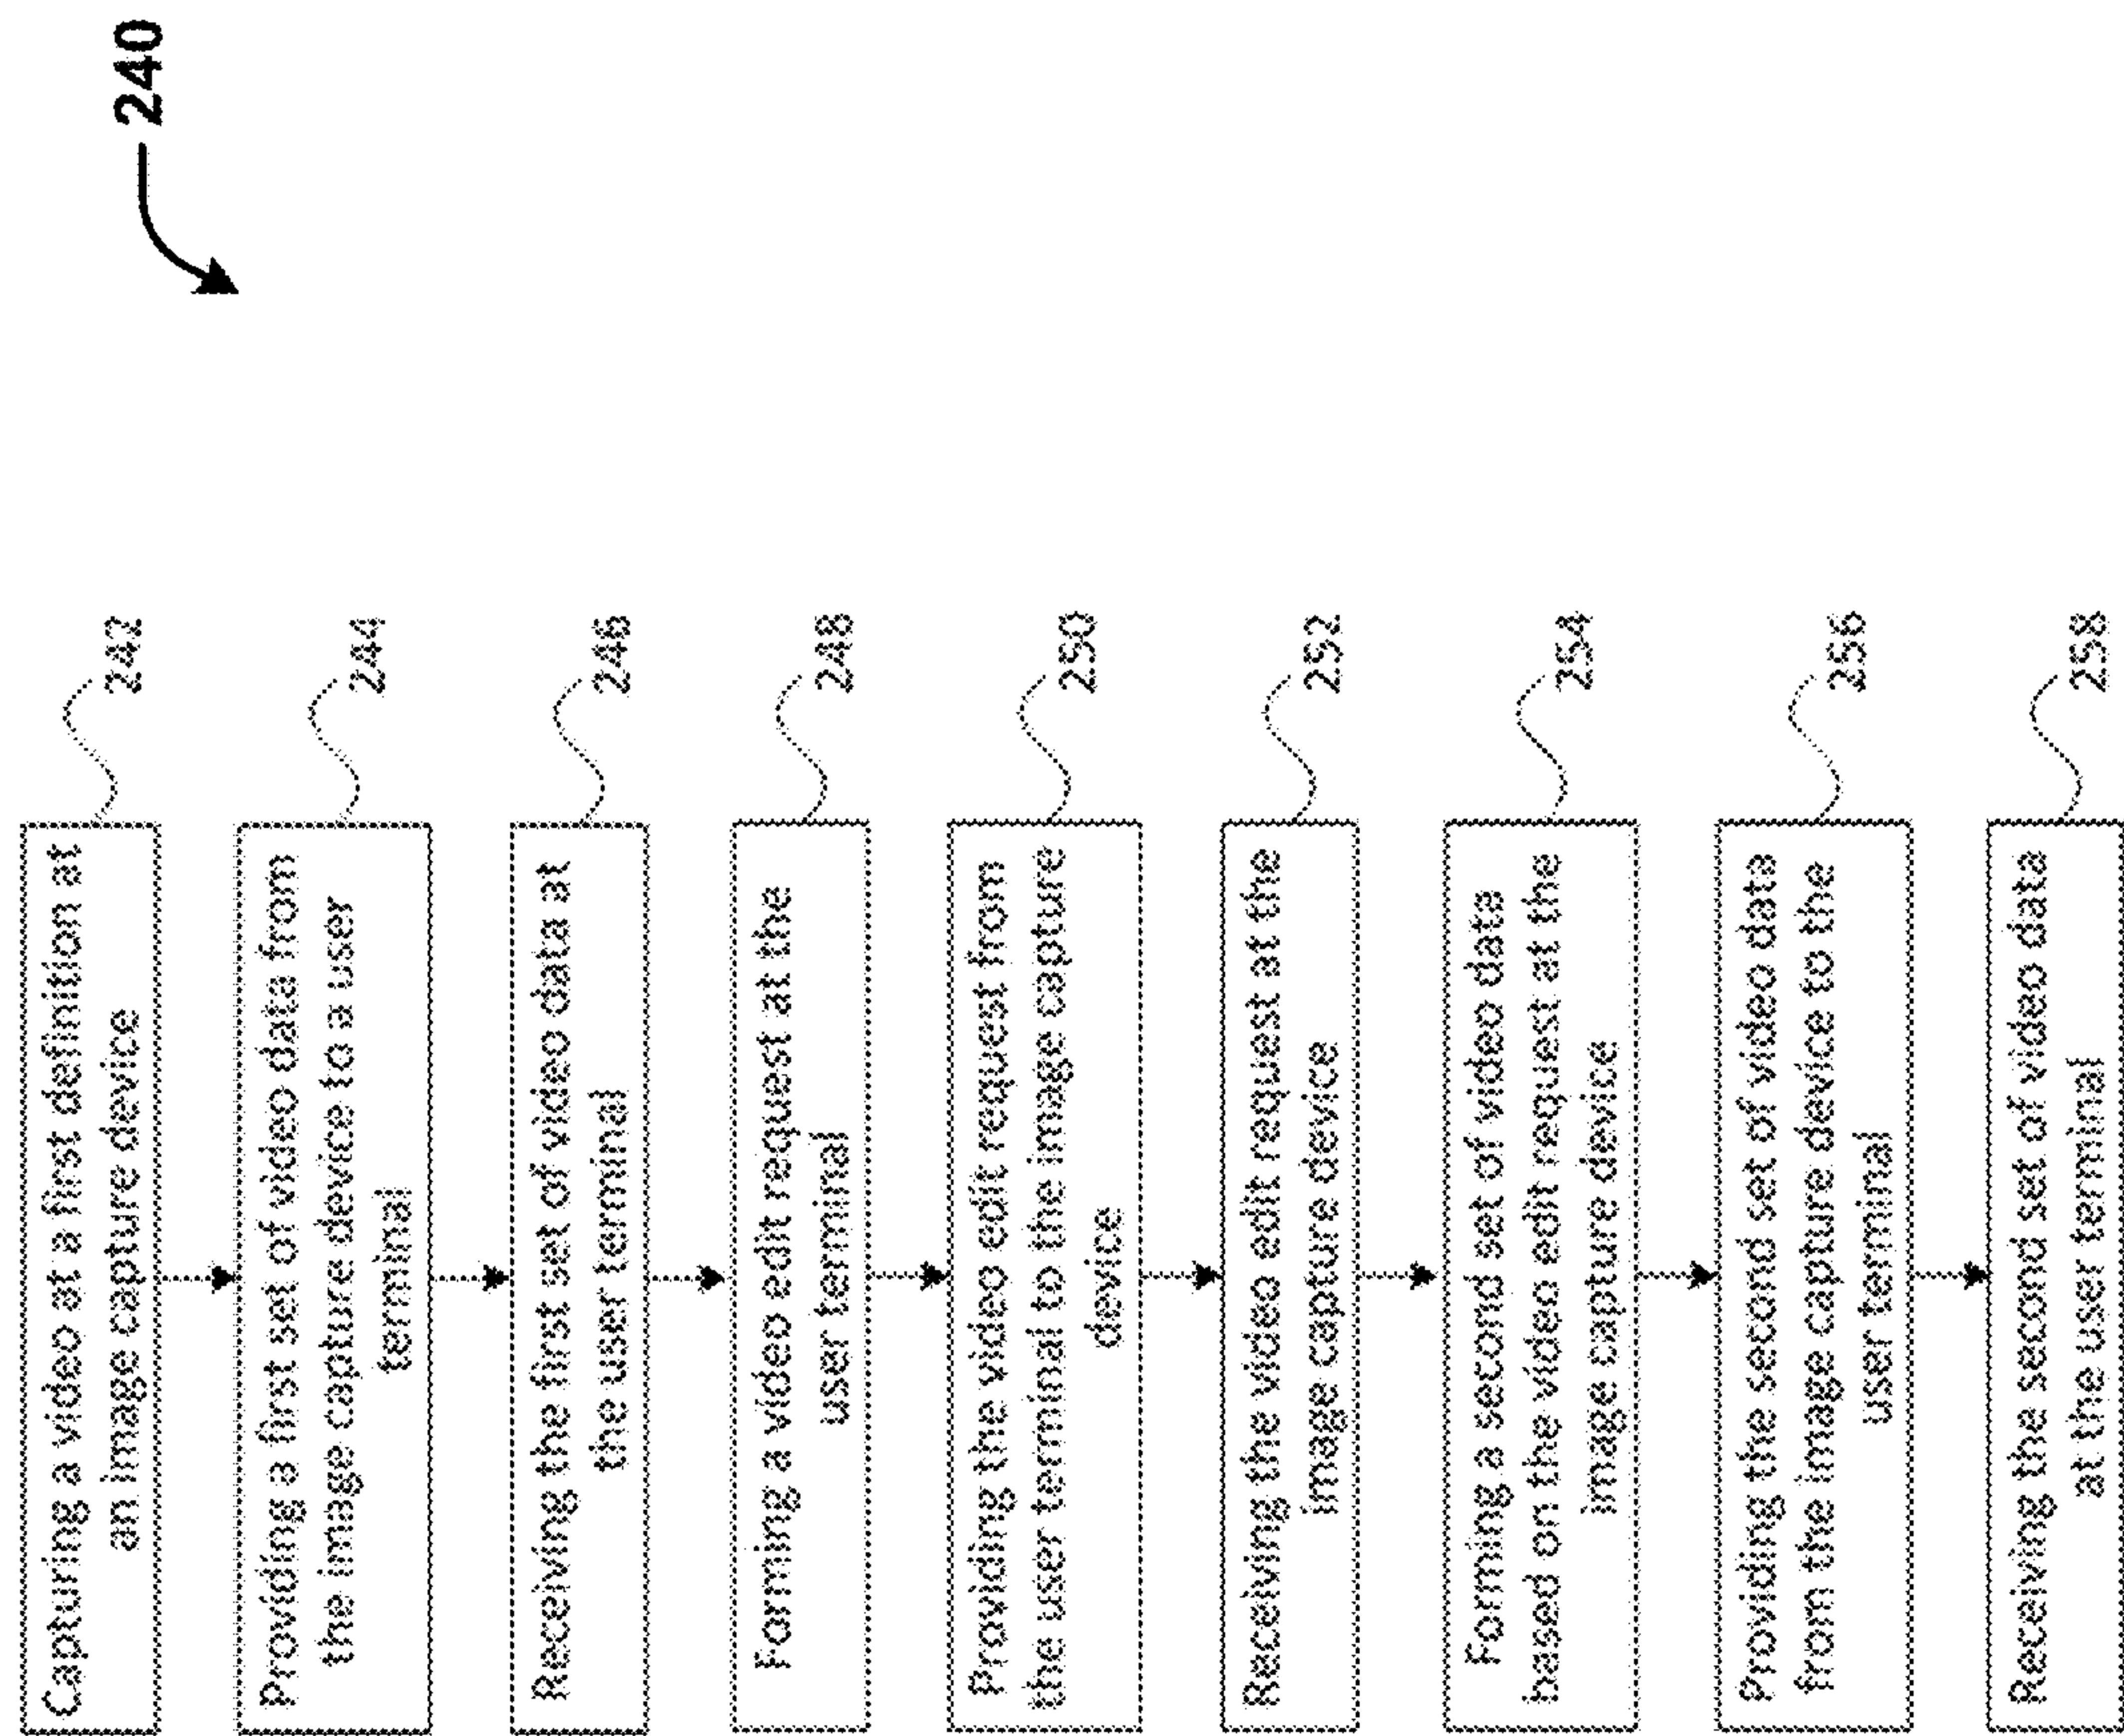 240
Capturing a video at a first definition at
an image capture device
242
Providing a first set of video data from
the image capture device to a user
terminal
244
Receiving the first set of video data at
the user terminal
246
Forming a video edit request at the
user terminal
248
Providing the video edit request from
the user terminal to the image capture
device
250
Receiving the video edit request at the
image capture device
252
Forming a second set of video data
based on the video edit request at the
image capture device
254
Providing the second set of video data
from the image capture device to the
user terminal
256
Receiving the second set of video data
at the user terminal
258